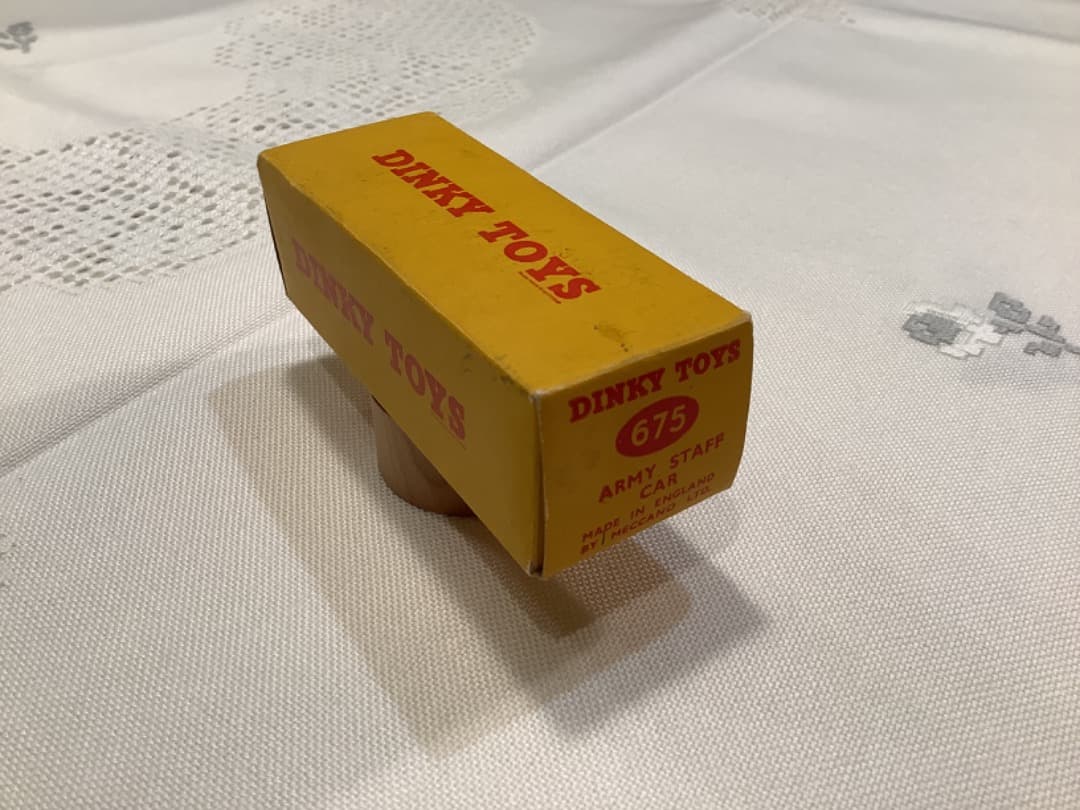 DINKY TOYS
DINKY TOYS
DINKY TOYS
675
ARMY STAFF
CAR
MADE IN ENGLAND
BY MECCANO LTD.